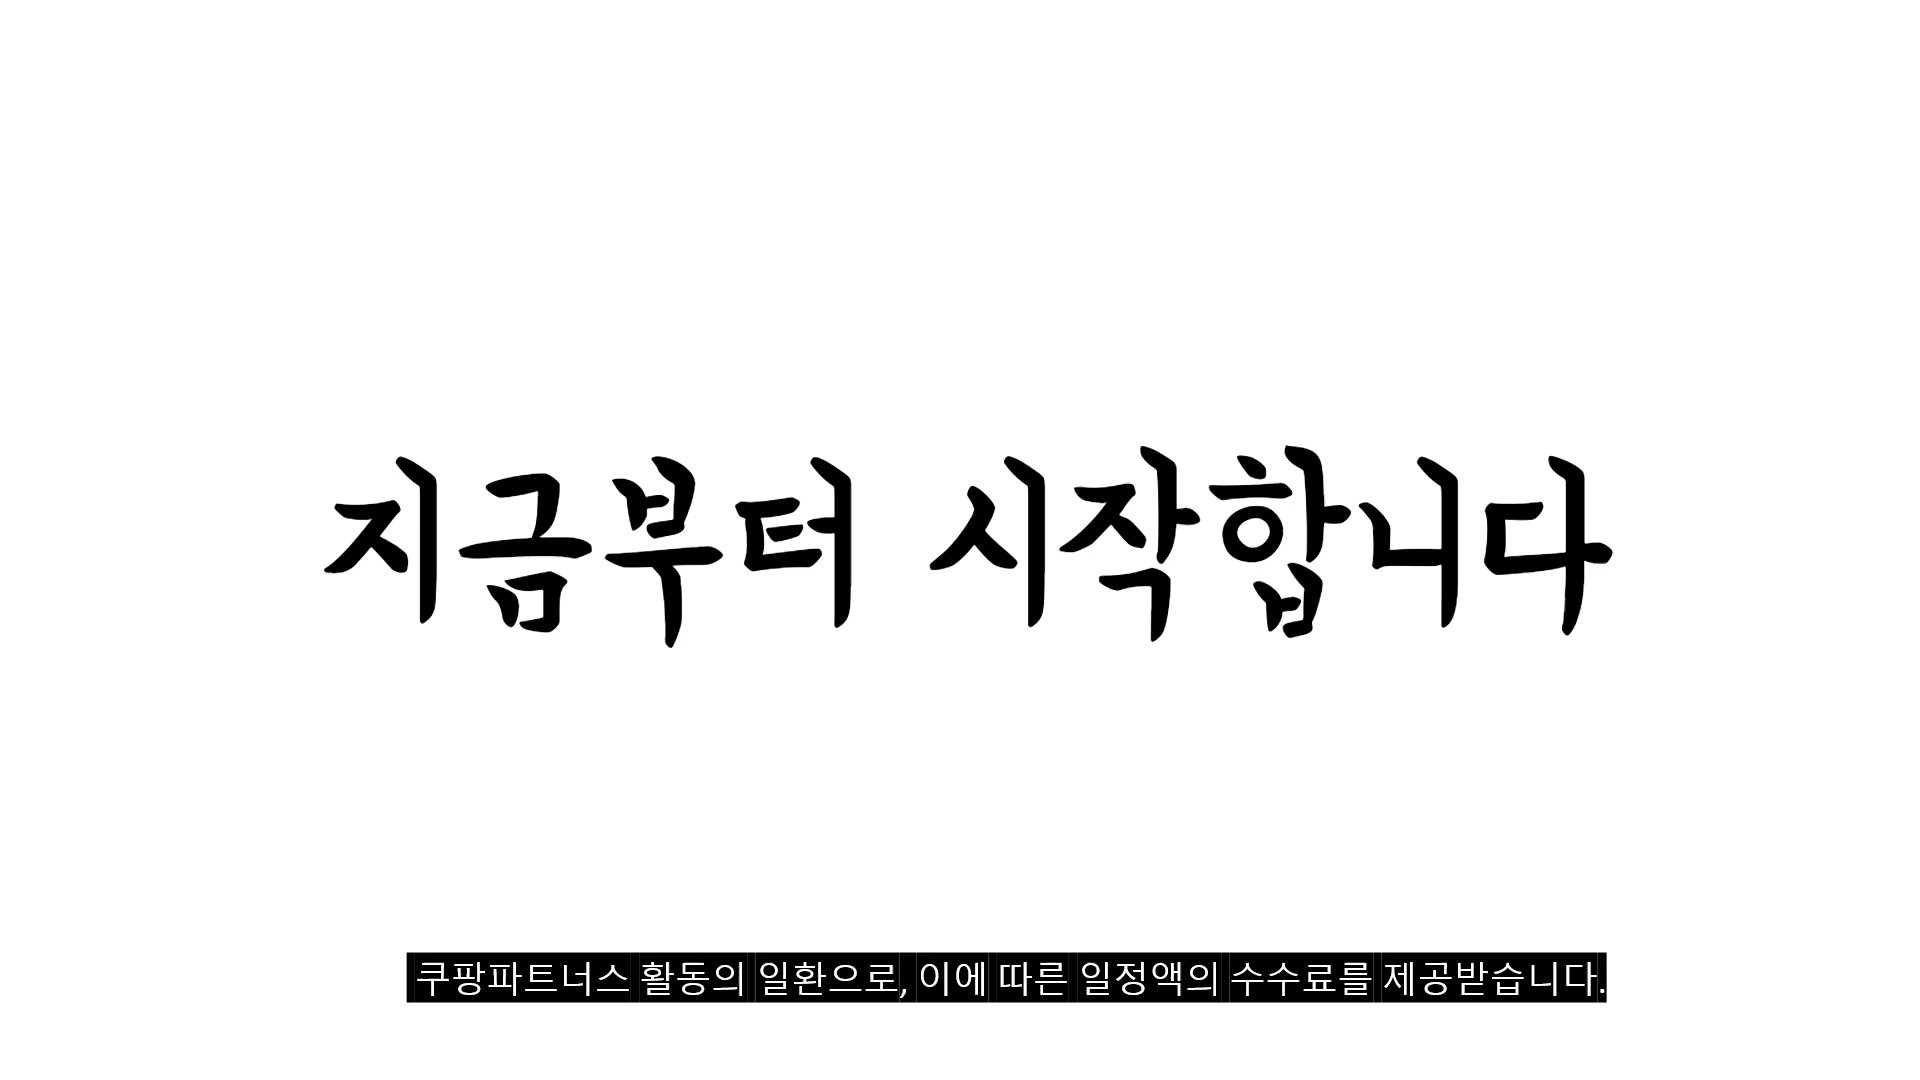 지금부터 시작합니다
쿠팡파트너스 활동의 일환으로, 이에 따른 일정액의 수수료를 제공받습니다.